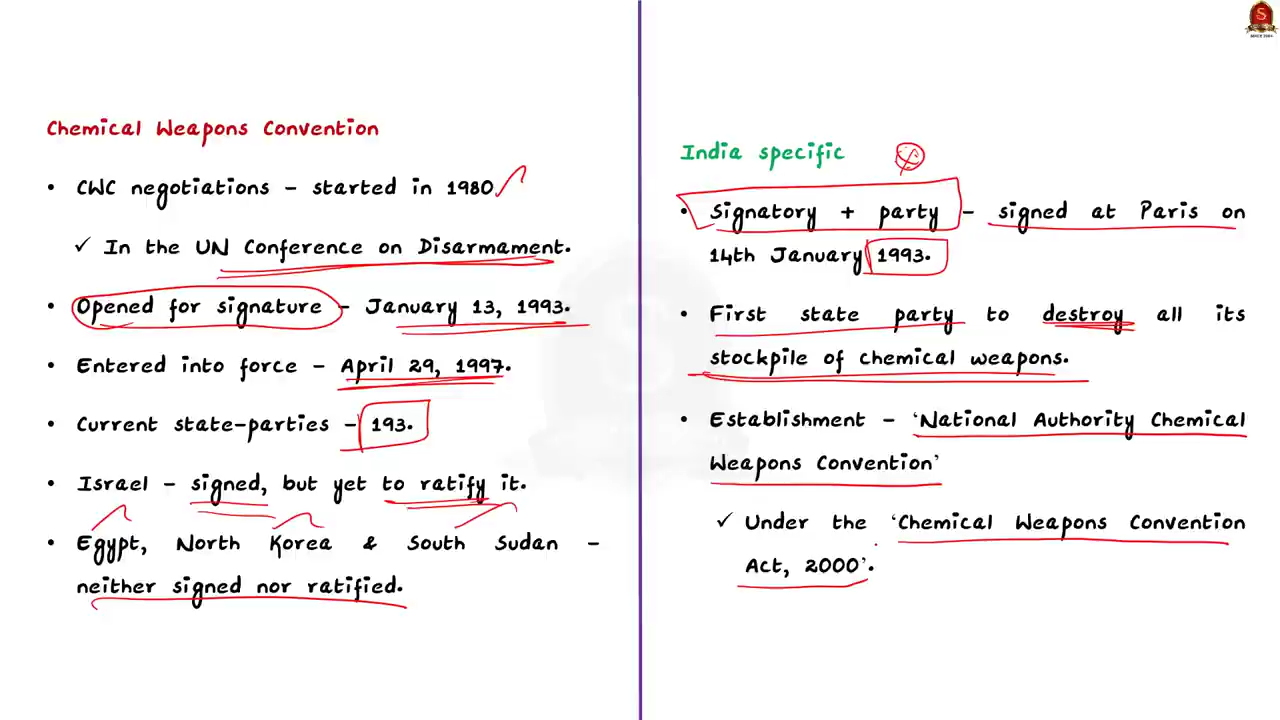 Chemical Weapons Convention
• CWC negotiations – started in 1980
✓ In the UN Conference on Disarmament.
• Opened for signature – January 13, 1993.
• Entered into force – April 29, 1997.
• Current state-parties – 193.
• Israel – signed, but yet to ratify it.
• Egypt, North Korea & South Sudan –
neither signed nor ratified.
India specific
• Signatory + party – signed at Paris on
14th January 1993.
• First state party to destroy all its
stockpile of chemical weapons.
• Establishment – ‘National Authority Chemical
Weapons Convention’
✓ Under the ‘Chemical Weapons Convention
Act, 2000’.
S
SINCE 2004